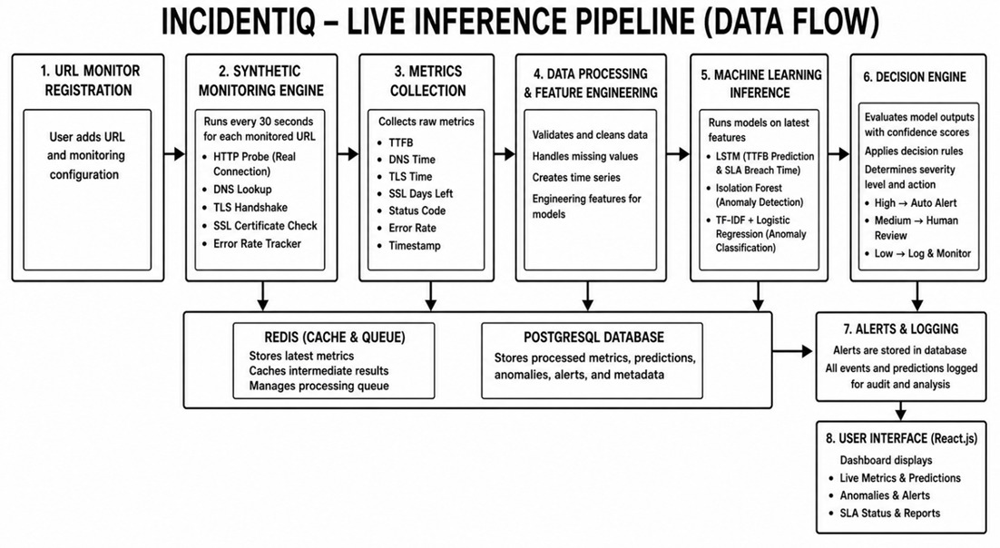 INCIDENTIQ – LIVE INFERENCE PIPELINE (DATA FLOW)
1. URL MONITOR
REGISTRATION
User adds URL
and monitoring
configuration
2. SYNTHETIC
MONITORING ENGINE
Runs every 30 seconds
for each monitored URL
• HTTP Probe (Real
Connection)
• DNS Lookup
• TLS Handshake
• SSL Certificate Check
• Error Rate Tracker
3. METRICS
COLLECTION
Collects raw metrics
• TTFB
• DNS Time
• TLS Time
• SSL Days Left
• Status Code
• Error Rate
• Timestamp
4. DATA PROCESSING
& FEATURE ENGINEERING
Validates and cleans data
Handles missing values
Creates time series
Engineering features for
models
5. MACHINE LEARNING
INFERENCE
Runs models on latest
features
• LSTM (TTFB Prediction
& SLA Breach Time)
• Isolation Forest
(Anomaly Detection)
• TF-IDF + Logistic
Regression (Anomaly
Classification)
6. DECISION ENGINE
Evaluates model outputs
with confidence scores
Applies decision rules
Determines severity
level and action
• High → Auto Alert
• Medium → Human
Review
• Low → Log & Monitor
REDIS (CACHE & QUEUE)
Stores latest metrics
Caches intermediate results
Manages processing queue
POSTGRESQL DATABASE
Stores processed metrics, predictions,
anomalies, alerts, and metadata
7. ALERTS & LOGGING
Alerts are stored in database
All events and predictions logged
for audit and analysis
8. USER INTERFACE (React.js)
Dashboard displays
• Live Metrics & Predictions
• Anomalies & Alerts
• SLA Status & Reports